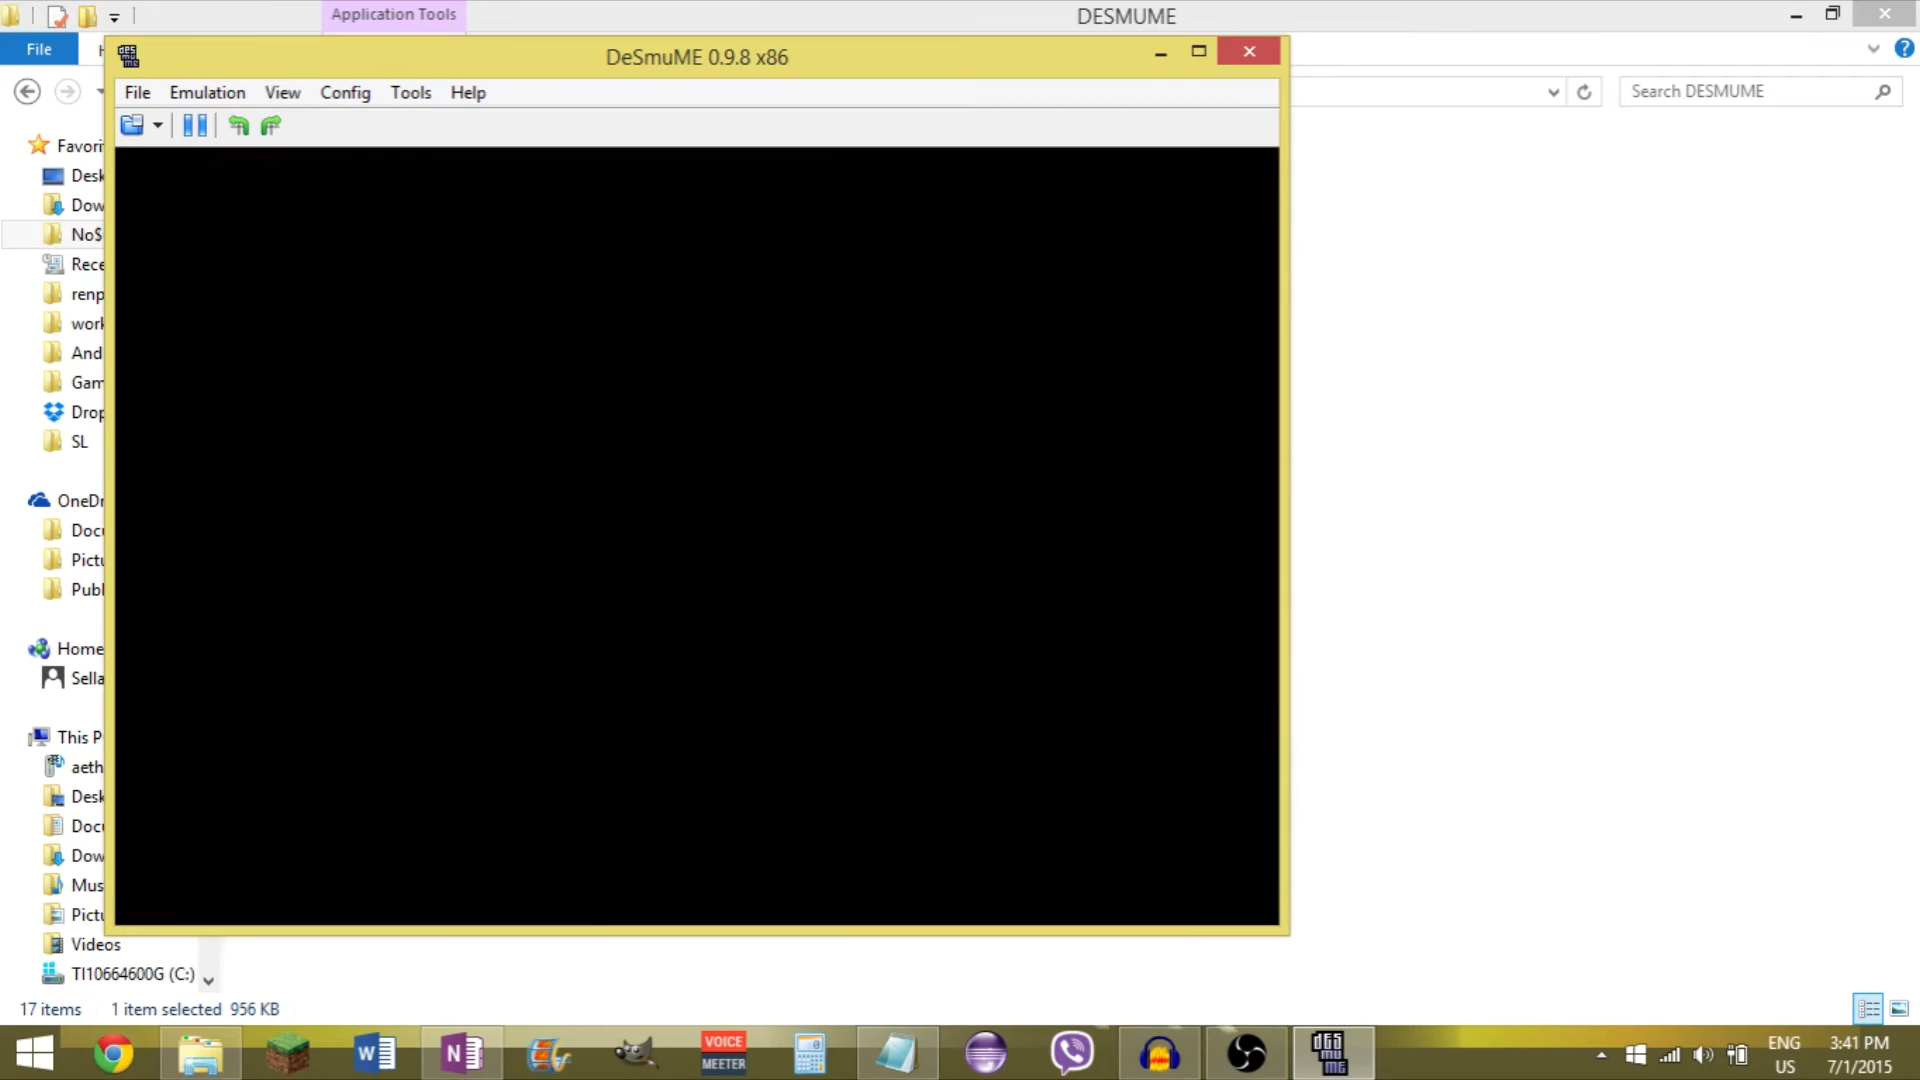 Application Tools
DESMUME
File
DeSmuME 0.9.8 x86
File Emulation View Config Tools Help
Search DESMUME
Favori
Desk
Dow
No$
Rece
renp
work
And
Gam
Drop
SL
OneDr
Docu
Pictu
Publ
Home
Sella
This P
aeth
Desk
Docu
Dow
Mus
Pictu
Videos
TI10664600G (C:)
17 items 1 item selected 956 KB
VOICE
MEETER
ENG
US
3:41 PM
7/1/2015